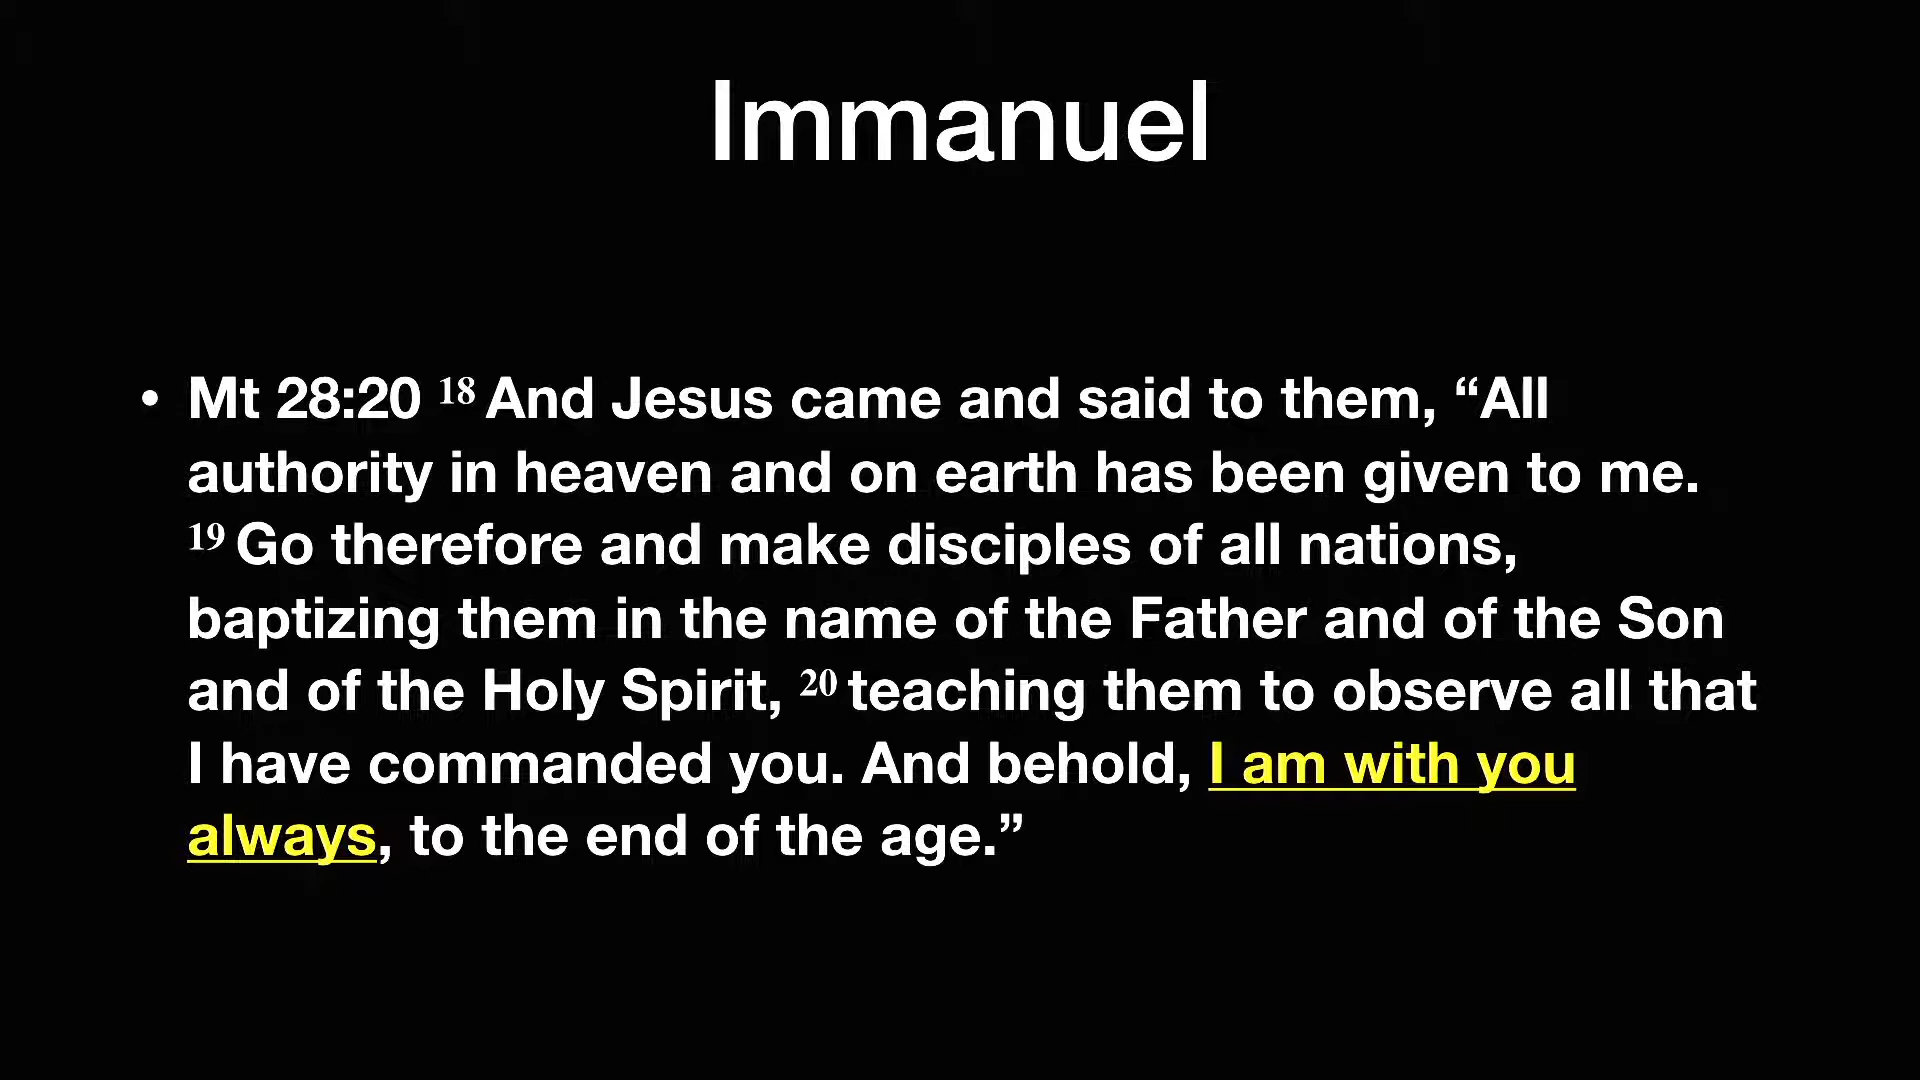 Immanuel
• Mt 28:20 18 And Jesus came and said to them, “All
authority in heaven and on earth has been given to me.
19 Go therefore and make disciples of all nations,
baptizing them in the name of the Father and of the Son
and of the Holy Spirit, 20 teaching them to observe all that
I have commanded you. And behold, I am with you
always, to the end of the age.”